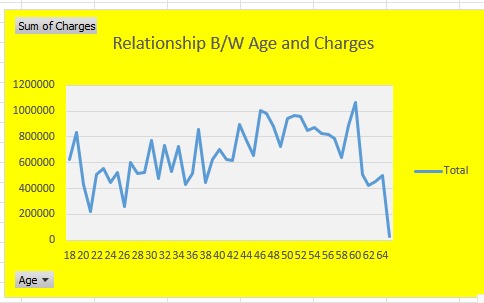 Sum of Charges
Relationship B/W Age and Charges
1200000
1000000
800000
600000
400000
200000
0
18 20 22 24 26 28 30 32 34 36 38 40 42 44 46 48 50 52 54 56 58 60 62 64
Total
Age